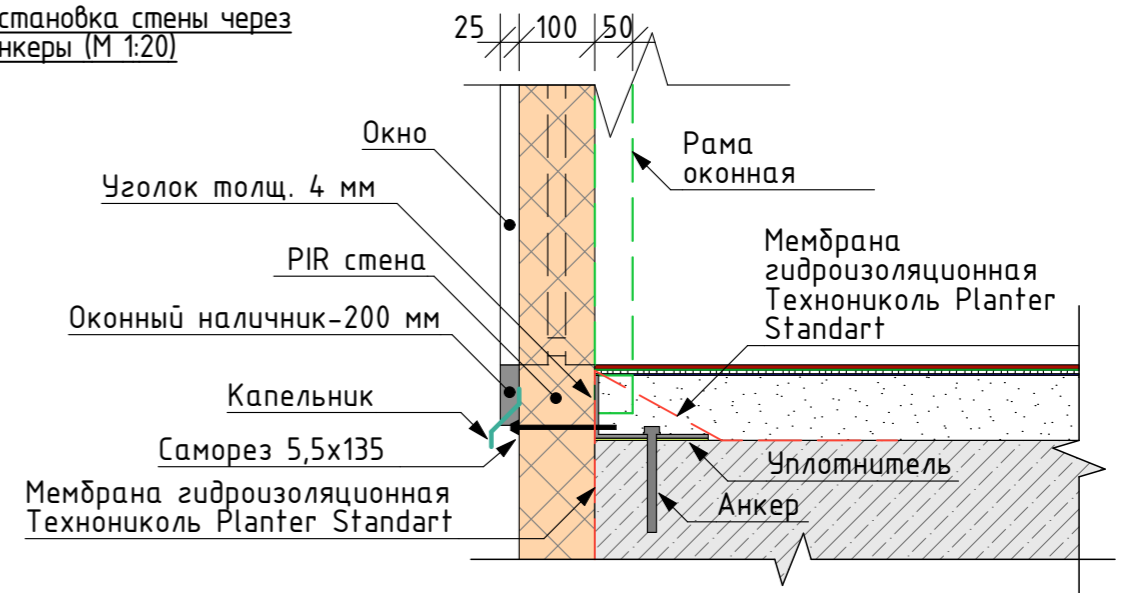 становка стены через
нкеры (М 1:20)
25 100 50
Окно
Рама
оконная
Уголок толщ. 4 мм
PIR стена
Мембрана
гидроизоляционная
Технониколь Planter
Standart
Оконный наличник-200 мм
Капельник
Саморез 5,5х135
Уплотнитель
Мембрана гидроизоляционная
Технониколь Planter Standart
Анкер